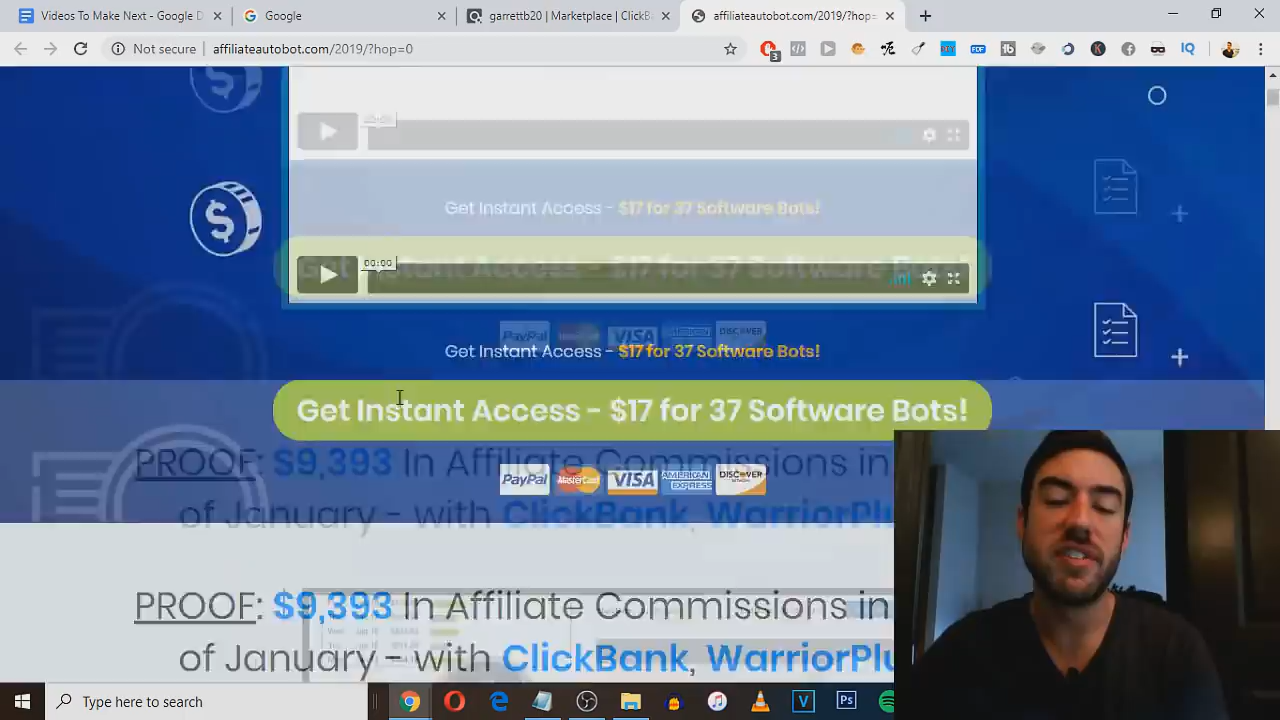 Videos To Make Next - Google D
Google
garrettb20 | Marketplace | ClickB
affiliateautobot.com/2019/?hop=
Not secure
affiliateautobot.com/2019/?hop=0
Get Instant Access - $17 for 37 Software Bots!
00:00
Get Instant Access - $17 for 37 Software Bots!
Get Instant Access - $17 for 37 Software Bots!
PayPal MasterCard VISA AMERICAN EXPRESS DISCOVER
PROOF: $9,393 In Affiliate Commissions in
of January - with ClickBank, WarriorPlu
PROOF: $9,393 In Affiliate Commissions in
of January - with ClickBank, WarriorPlu
Type here to search